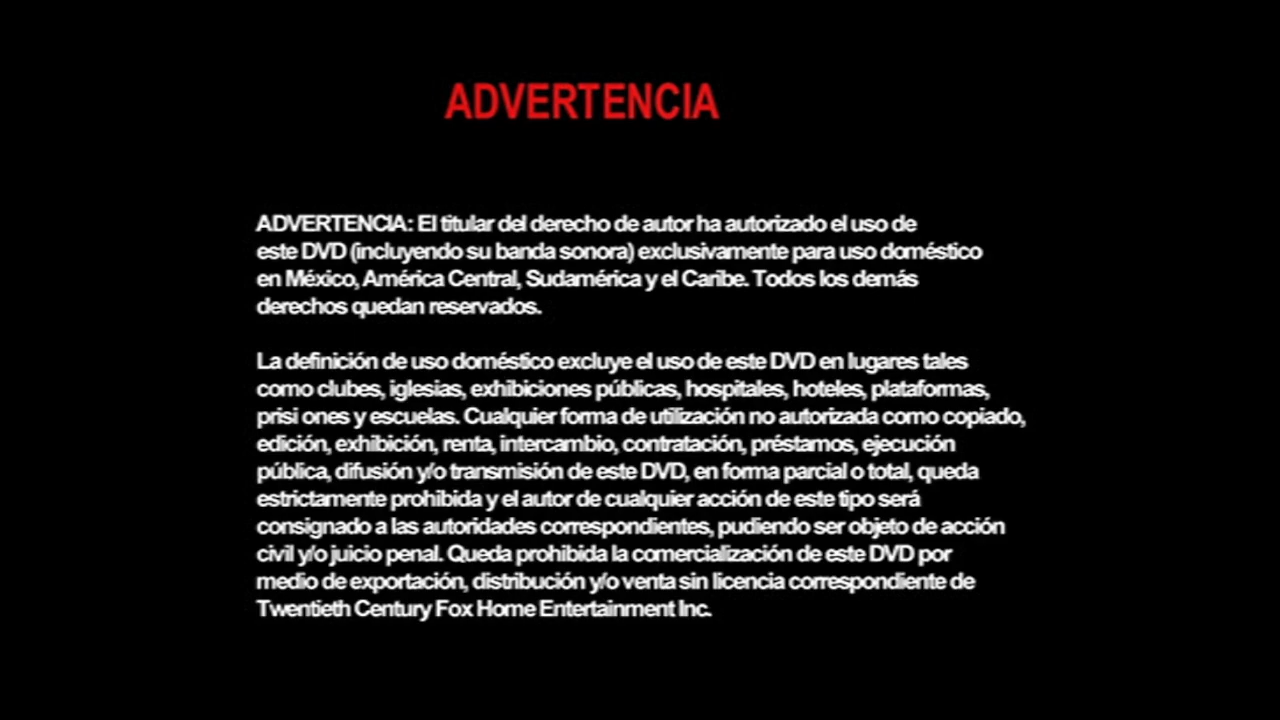 ADVERTENCIA
ADVERTENCIA: El titular del derecho de autor ha autorizado el uso de
este DVD (incluyendo su banda sonora) exclusivamente para uso doméstico
en México, América Central, Sudamérica y el Caribe. Todos los demás
derechos quedan reservados.
La definición de uso doméstico excluye el uso de este DVD en lugares tales
como clubes, iglesias, exhibiciones públicas, hospitales, hoteles, plataformas,
prisi ones y escuelas. Cualquier forma de utilización no autorizada como copiado,
edición, exhibición, renta, intercambio, contratación, préstamos, ejecución
pública, difusión y/o transmisión de este DVD, en forma parcial o total, queda
estrictamente prohibida y el autor de cualquier acción de este tipo será
consignado a las autoridades correspondientes, pudiendo ser objeto de acción
civil y/o juicio penal. Queda prohibida la comercialización de este DVD por
medio de exportación, distribución y/o venta sin licencia correspondiente de
Twentieth Century Fox Home Entertainment Inc.